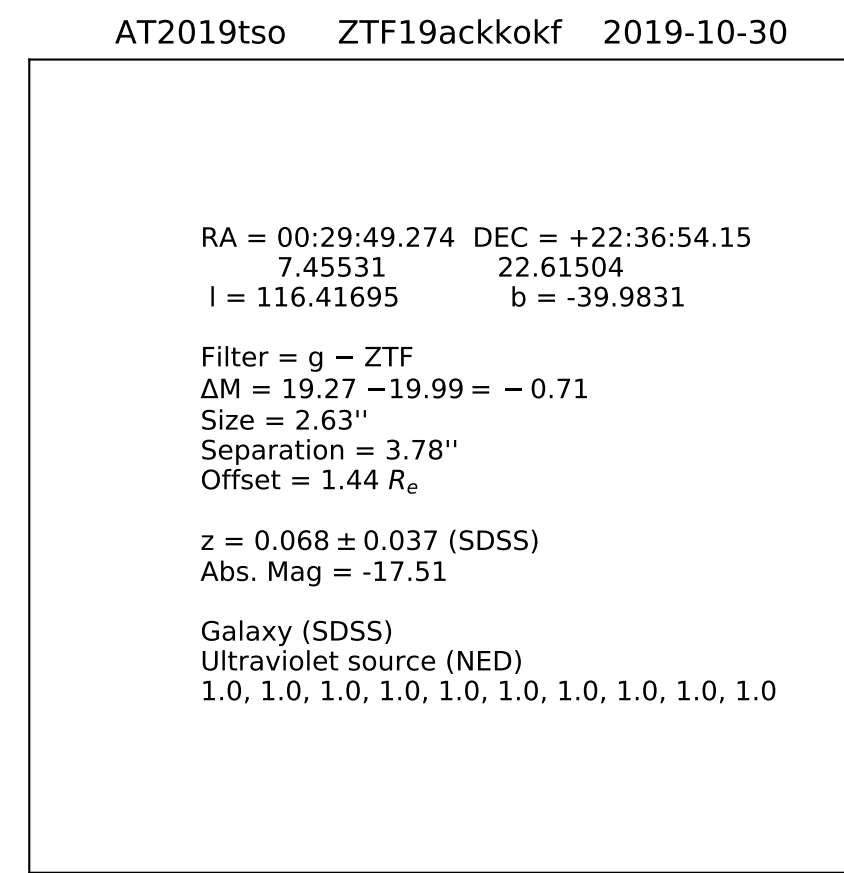 AT2019tso ZTF19ackkokf 2019-10-30
RA = 00:29:49.274 DEC = +22:36:54.15
7.45531 22.61504
l = 116.41695 b = -39.9831
Filter = g − ZTF
ΔM = 19.27 −19.99 = − 0.71
Size = 2.63''
Separation = 3.78''
Offset = 1.44 Re
z = 0.068 ± 0.037 (SDSS)
Abs. Mag = -17.51
Galaxy (SDSS)
Ultraviolet source (NED)
1.0, 1.0, 1.0, 1.0, 1.0, 1.0, 1.0, 1.0, 1.0, 1.0